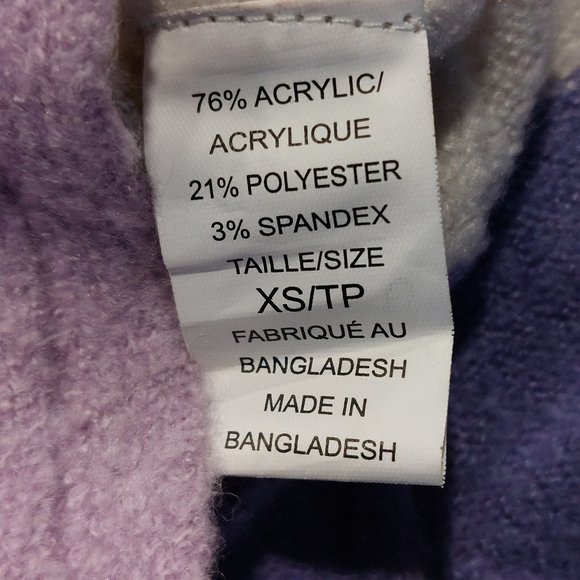 76% ACRYLIC/
ACRYLIQUE
21% POLYESTER
3% SPANDEX
TAILLE/SIZE
XS/TP
FABRIQUÉ AU
BANGLADESH
MADE IN
BANGLADESH